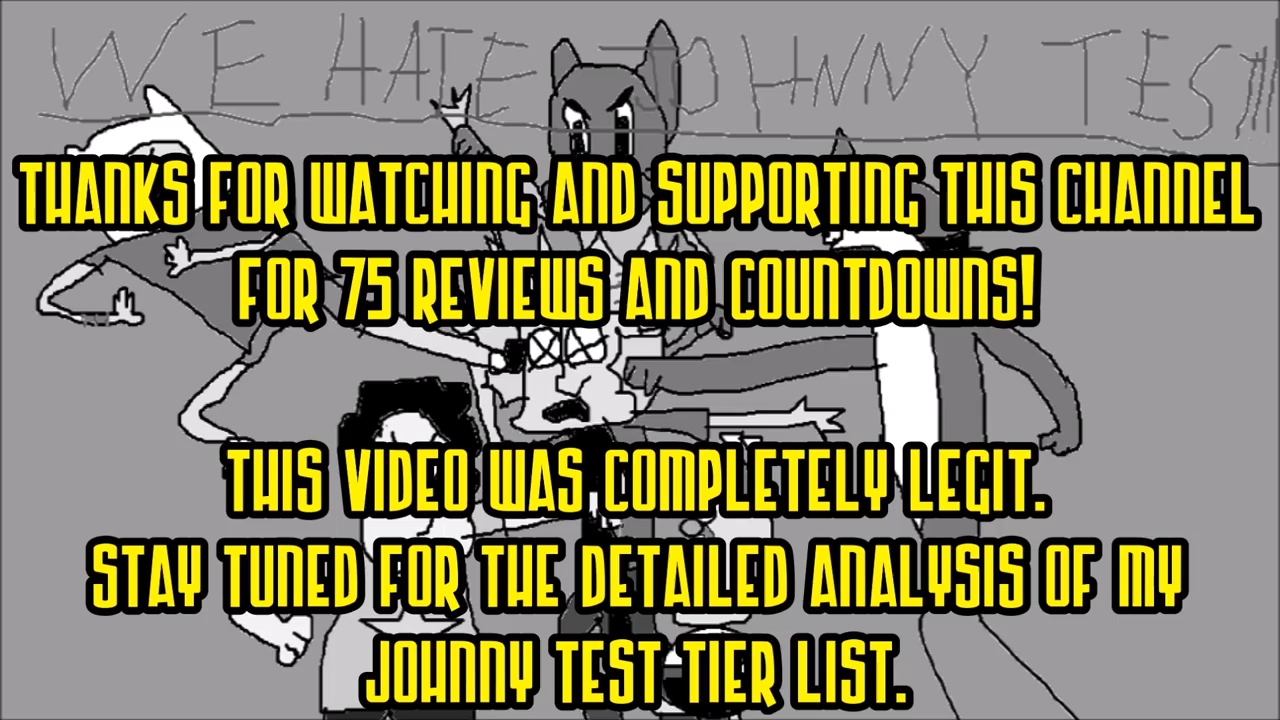 WE HATE JOHNNY TEST!!!
THANKS FOR WATCHING AND SUPPORTING THIS CHANNEL
FOR 75 REVIEWS AND COUNTDOWNS!
THIS VIDEO WAS COMPLETELY LEGIT.
STAY TUNED FOR THE DETAILED ANALYSIS OF MY
JOHNNY TEST TIER LIST.